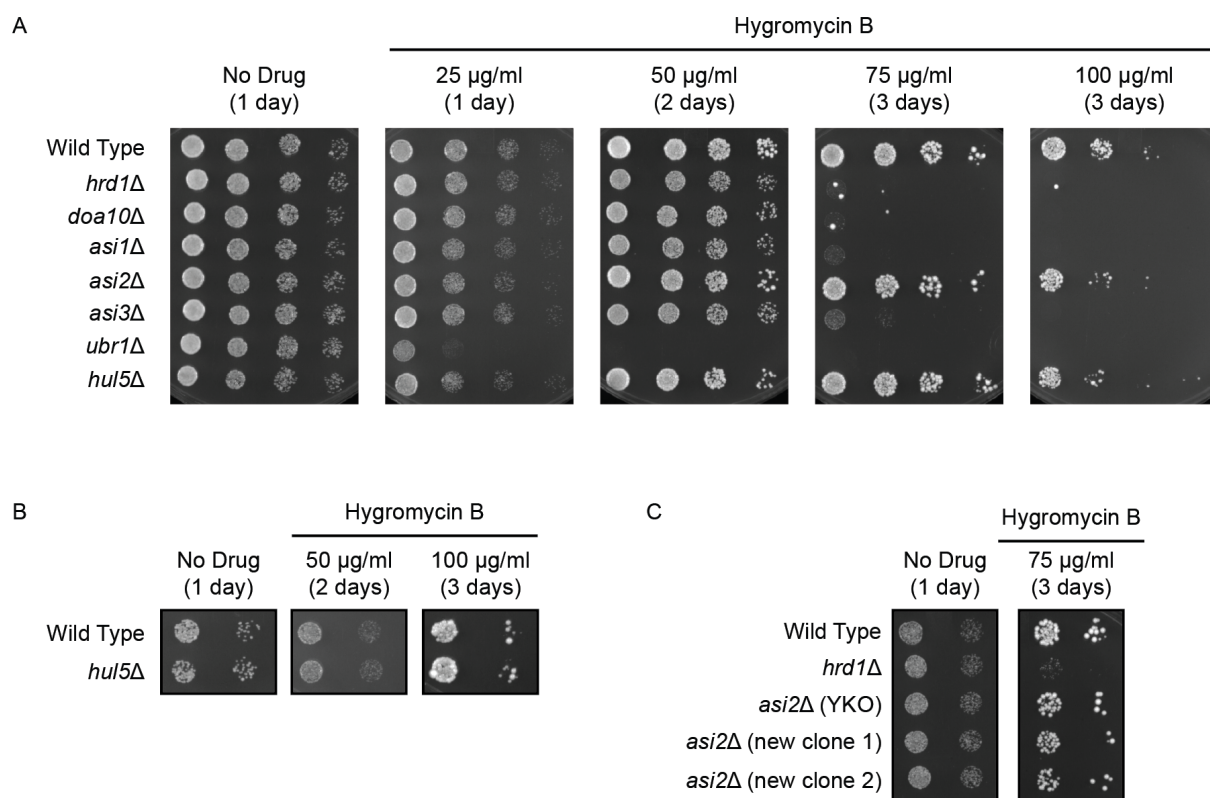 A
Hygromycin B
No Drug
(1 day)
25 µg/ml
(1 day)
50 µg/ml
(2 days)
75 µg/ml
(3 days)
100 µg/ml
(3 days)
Wild Type
hrd1Δ
doa10Δ
asi1Δ
asi2Δ
asi3Δ
ubr1Δ
hul5Δ
B
Hygromycin B
No Drug
(1 day)
50 µg/ml
(2 days)
100 µg/ml
(3 days)
Wild Type
hul5Δ
C
Hygromycin B
No Drug
(1 day)
75 µg/ml
(3 days)
Wild Type
hrd1Δ
asi2Δ (YKO)
asi2Δ (new clone 1)
asi2Δ (new clone 2)